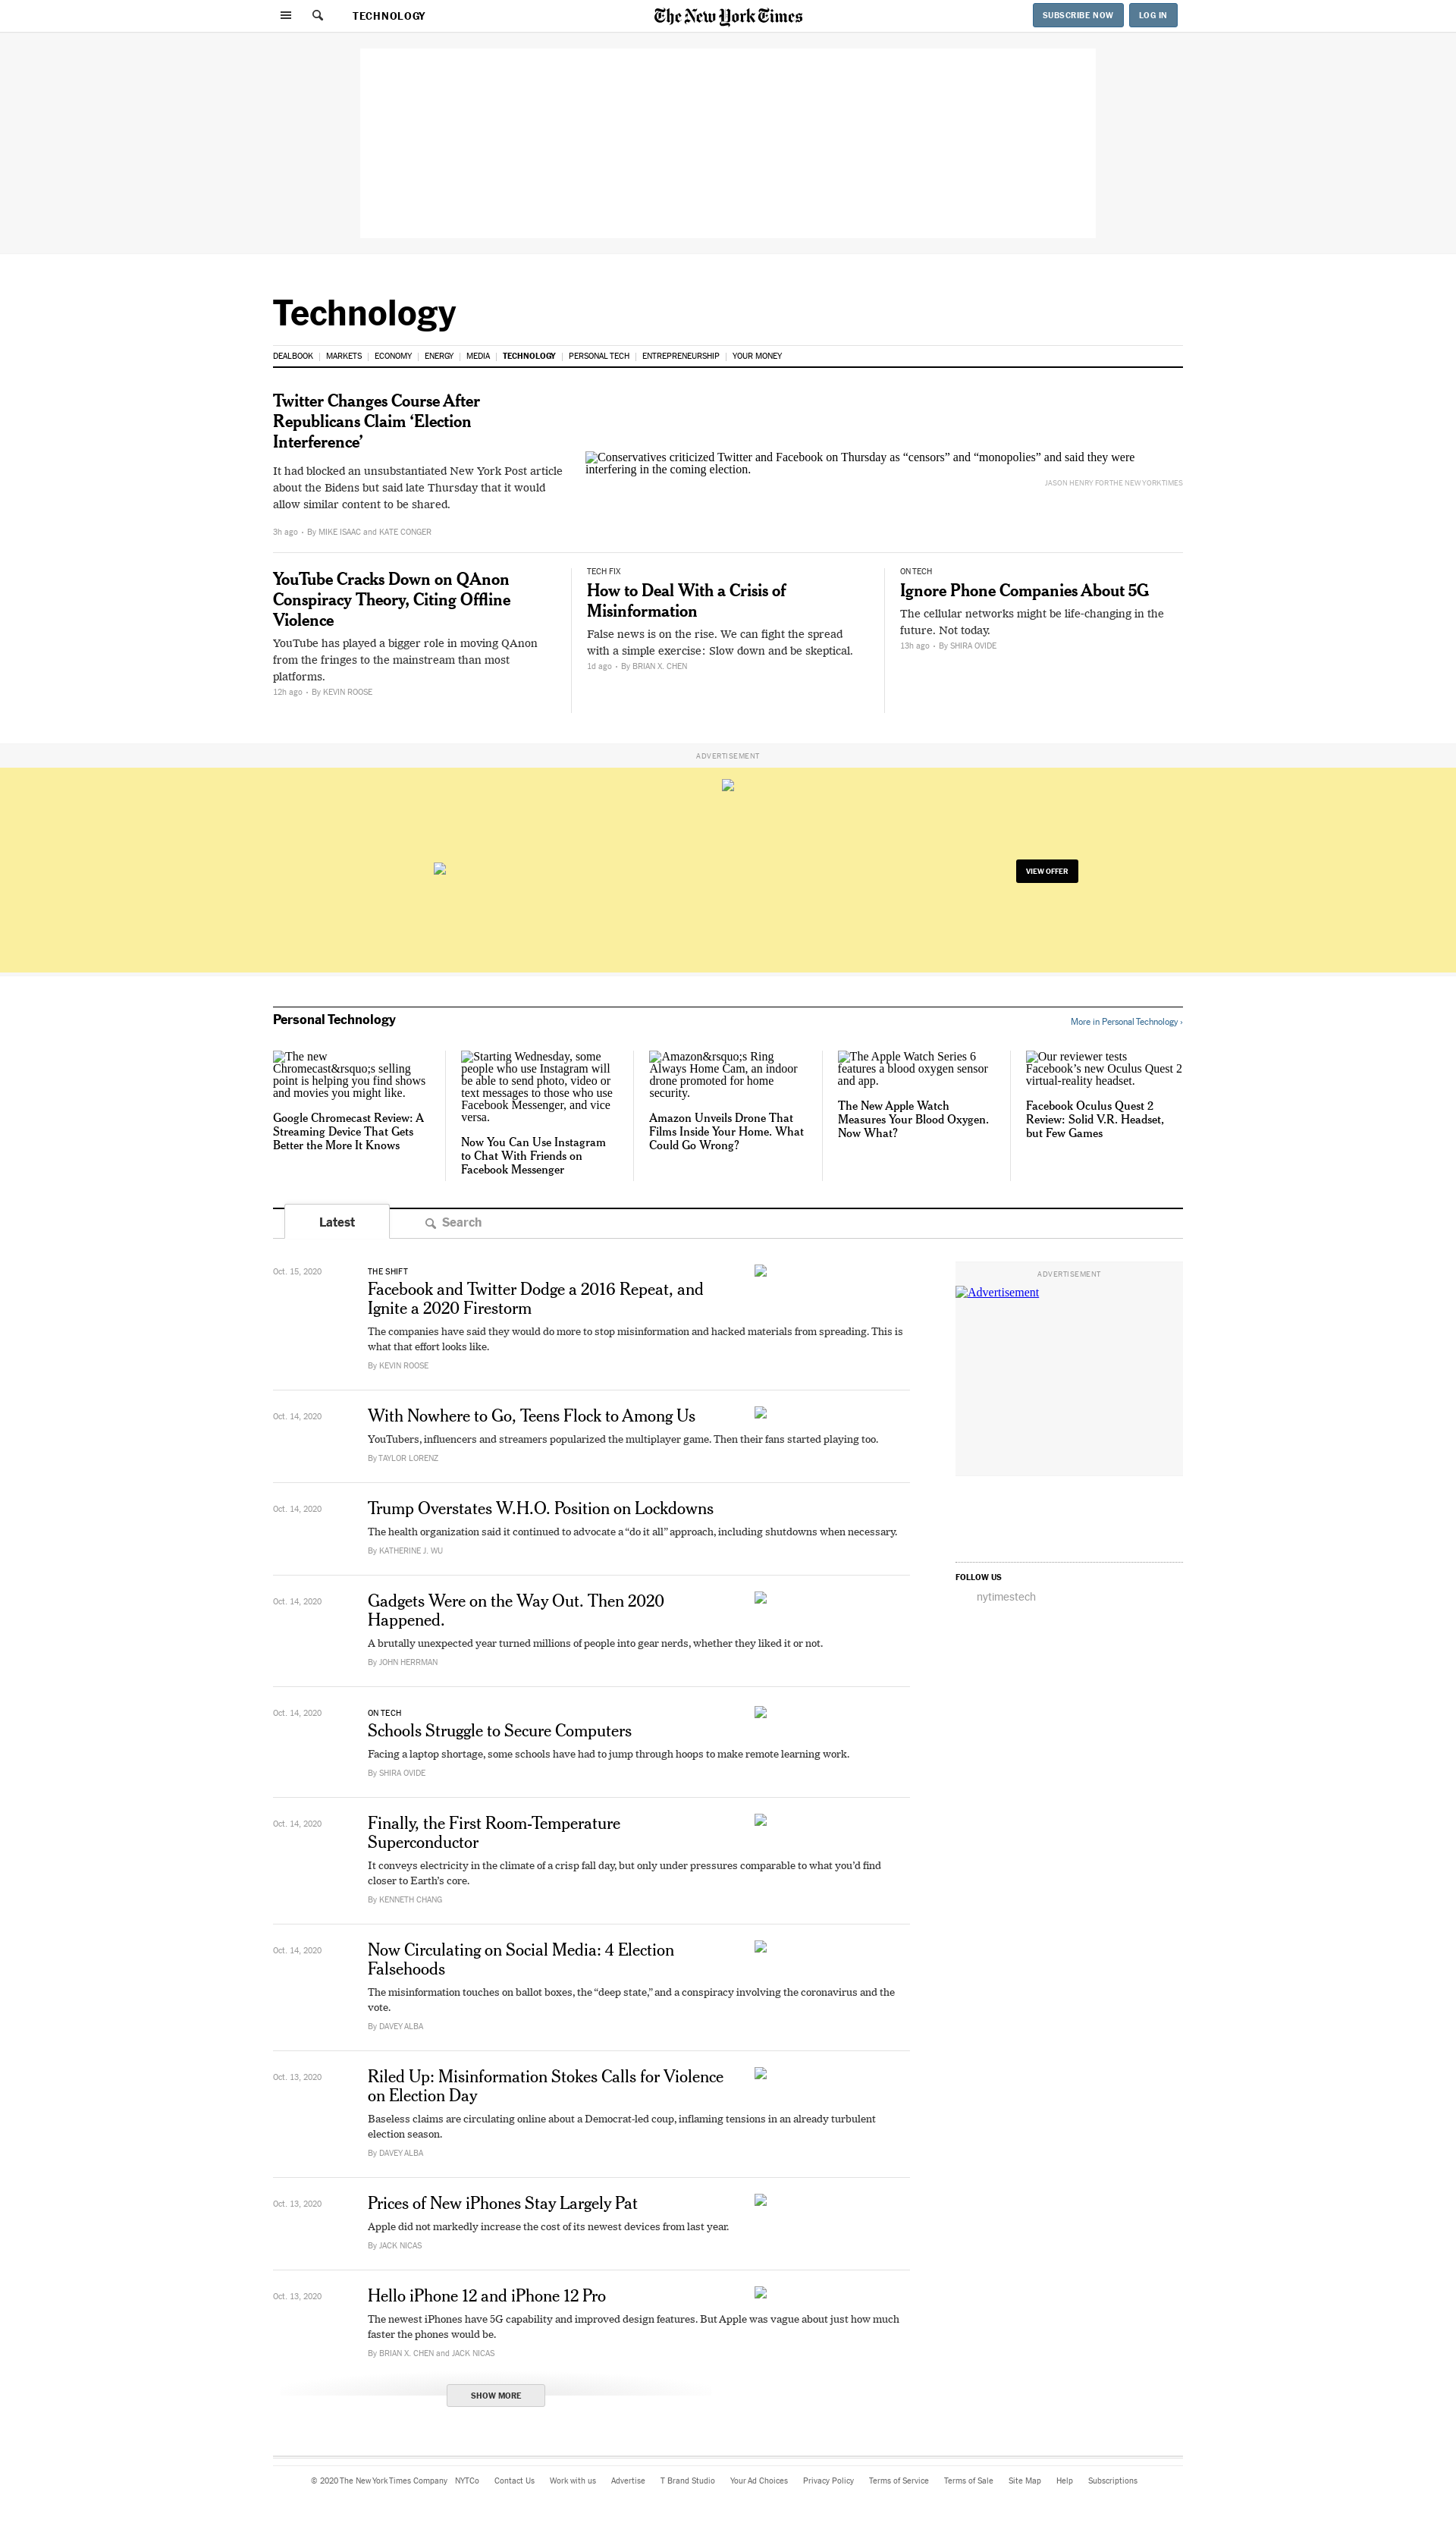 TECHNOLOGY
The New York Times
SUBSCRIBE NOW
LOG IN
Technology
DEALBOOK
MARKETS
ECONOMY
ENERGY
MEDIA
TECHNOLOGY
PERSONAL TECH
ENTREPRENEURSHIP
YOUR MONEY
Twitter Changes Course After
Republicans Claim ‘Election
Interference’
It had blocked an unsubstantiated New York Post article
about the Bidens but said late Thursday that it would
allow similar content to be shared.
3h ago • By MIKE ISAAC and KATE CONGER
Conservatives criticized Twitter and Facebook on Thursday as “censors” and “monopolies” and said they were
interfering in the coming election.
JASON HENRY FOR THE NEW YORK TIMES
YouTube Cracks Down on QAnon
Conspiracy Theory, Citing Offline
Violence
YouTube has played a bigger role in moving QAnon
from the fringes to the mainstream than most
platforms.
12h ago • By KEVIN ROOSE
TECH FIX
How to Deal With a Crisis of
Misinformation
False news is on the rise. We can fight the spread
with a simple exercise: Slow down and be skeptical.
1d ago • By BRIAN X. CHEN
ON TECH
Ignore Phone Companies About 5G
The cellular networks might be life-changing in the
future. Not today.
13h ago • By SHIRA OVIDE
ADVERTISEMENT
VIEW OFFER
Personal Technology
More in Personal Technology ›
The new
Chromecast&rsquo;s selling
point is helping you find shows
and movies you might like.
Google Chromecast Review: A
Streaming Device That Gets
Better the More It Knows
Starting Wednesday, some
people who use Instagram will
be able to send photo, video or
text messages to those who use
Facebook Messenger, and vice
versa.
Now You Can Use Instagram
to Chat With Friends on
Facebook Messenger
Amazon&rsquo;s Ring
Always Home Cam, an indoor
drone promoted for home
security.
Amazon Unveils Drone That
Films Inside Your Home. What
Could Go Wrong?
The Apple Watch Series 6
features a blood oxygen sensor
and app.
The New Apple Watch
Measures Your Blood Oxygen.
Now What?
Our reviewer tests
Facebook’s new Oculus Quest 2
virtual-reality headset.
Facebook Oculus Quest 2
Review: Solid V.R. Headset,
but Few Games
Latest
Search
Oct. 15, 2020
THE SHIFT
Facebook and Twitter Dodge a 2016 Repeat, and
Ignite a 2020 Firestorm
The companies have said they would do more to stop misinformation and hacked materials from spreading. This is
what that effort looks like.
By KEVIN ROOSE
Oct. 14, 2020
With Nowhere to Go, Teens Flock to Among Us
YouTubers, influencers and streamers popularized the multiplayer game. Then their fans started playing too.
By TAYLOR LORENZ
Oct. 14, 2020
Trump Overstates W.H.O. Position on Lockdowns
The health organization said it continued to advocate a “do it all” approach, including shutdowns when necessary.
By KATHERINE J. WU
Oct. 14, 2020
Gadgets Were on the Way Out. Then 2020
Happened.
A brutally unexpected year turned millions of people into gear nerds, whether they liked it or not.
By JOHN HERRMAN
Oct. 14, 2020
ON TECH
Schools Struggle to Secure Computers
Facing a laptop shortage, some schools have had to jump through hoops to make remote learning work.
By SHIRA OVIDE
Oct. 14, 2020
Finally, the First Room-Temperature
Superconductor
It conveys electricity in the climate of a crisp fall day, but only under pressures comparable to what you’d find
closer to Earth’s core.
By KENNETH CHANG
Oct. 14, 2020
Now Circulating on Social Media: 4 Election
Falsehoods
The misinformation touches on ballot boxes, the “deep state,” and a conspiracy involving the coronavirus and the
vote.
By DAVEY ALBA
Oct. 13, 2020
Riled Up: Misinformation Stokes Calls for Violence
on Election Day
Baseless claims are circulating online about a Democrat-led coup, inflaming tensions in an already turbulent
election season.
By DAVEY ALBA
Oct. 13, 2020
Prices of New iPhones Stay Largely Pat
Apple did not markedly increase the cost of its newest devices from last year.
By JACK NICAS
Oct. 13, 2020
Hello iPhone 12 and iPhone 12 Pro
The newest iPhones have 5G capability and improved design features. But Apple was vague about just how much
faster the phones would be.
By BRIAN X. CHEN and JACK NICAS
SHOW MORE
ADVERTISEMENT
Advertisement
FOLLOW US
nytimestech
© 2020 The New York Times Company
NYTCo
Contact Us
Work with us
Advertise
T Brand Studio
Your Ad Choices
Privacy Policy
Terms of Service
Terms of Sale
Site Map
Help
Subscriptions